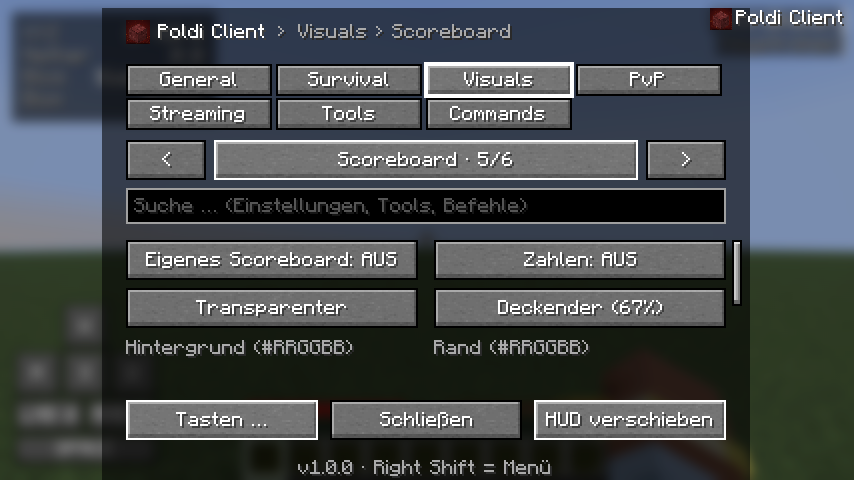 Poldi Client > Visuals > Scoreboard
Poldi Client
General Survival Visuals PvP
Streaming Tools Commands
< Scoreboard · 5/6 >
Suche ... (Einstellungen, Tools, Befehle)
Eigenes Scoreboard: AUS Zahlen: AUS
Transparenter Deckender (67%)
Hintergrund (#RRGGBB) Rand (#RRGGBB)
Tasten ... Schließen HUD verschieben
v1.0.0 · Right Shift = Menü